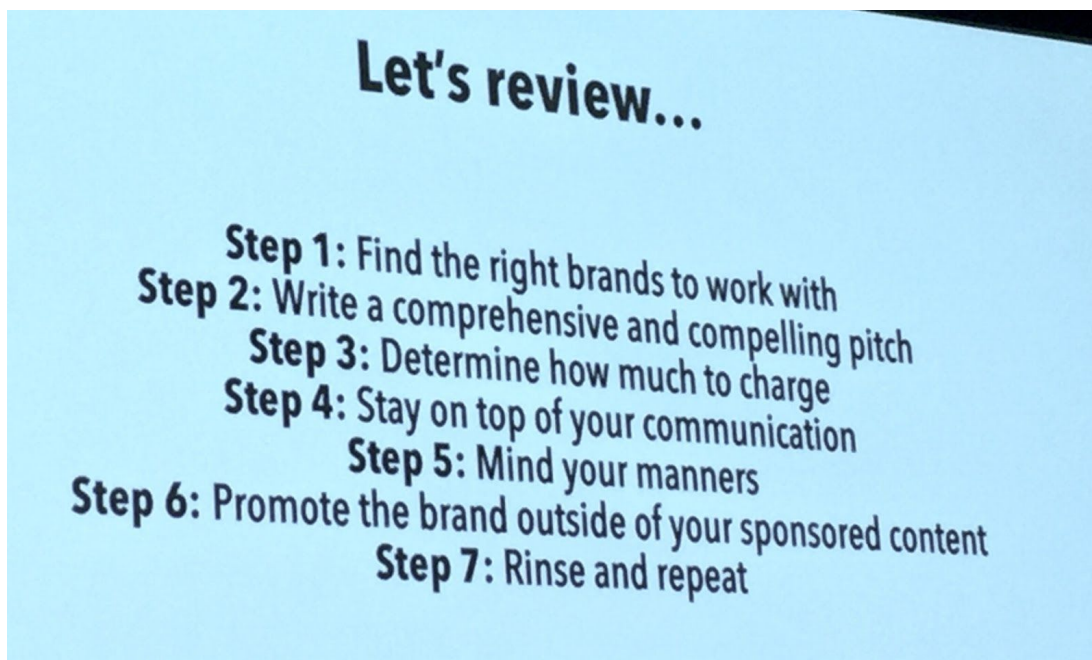 Let's review...
Step 1: Find the right brands to work with
Step 2: Write a comprehensive and compelling pitch
Step 3: Determine how much to charge
Step 4: Stay on top of your communication
Step 5: Mind your manners
Step 6: Promote the brand outside of your sponsored content
Step 7: Rinse and repeat